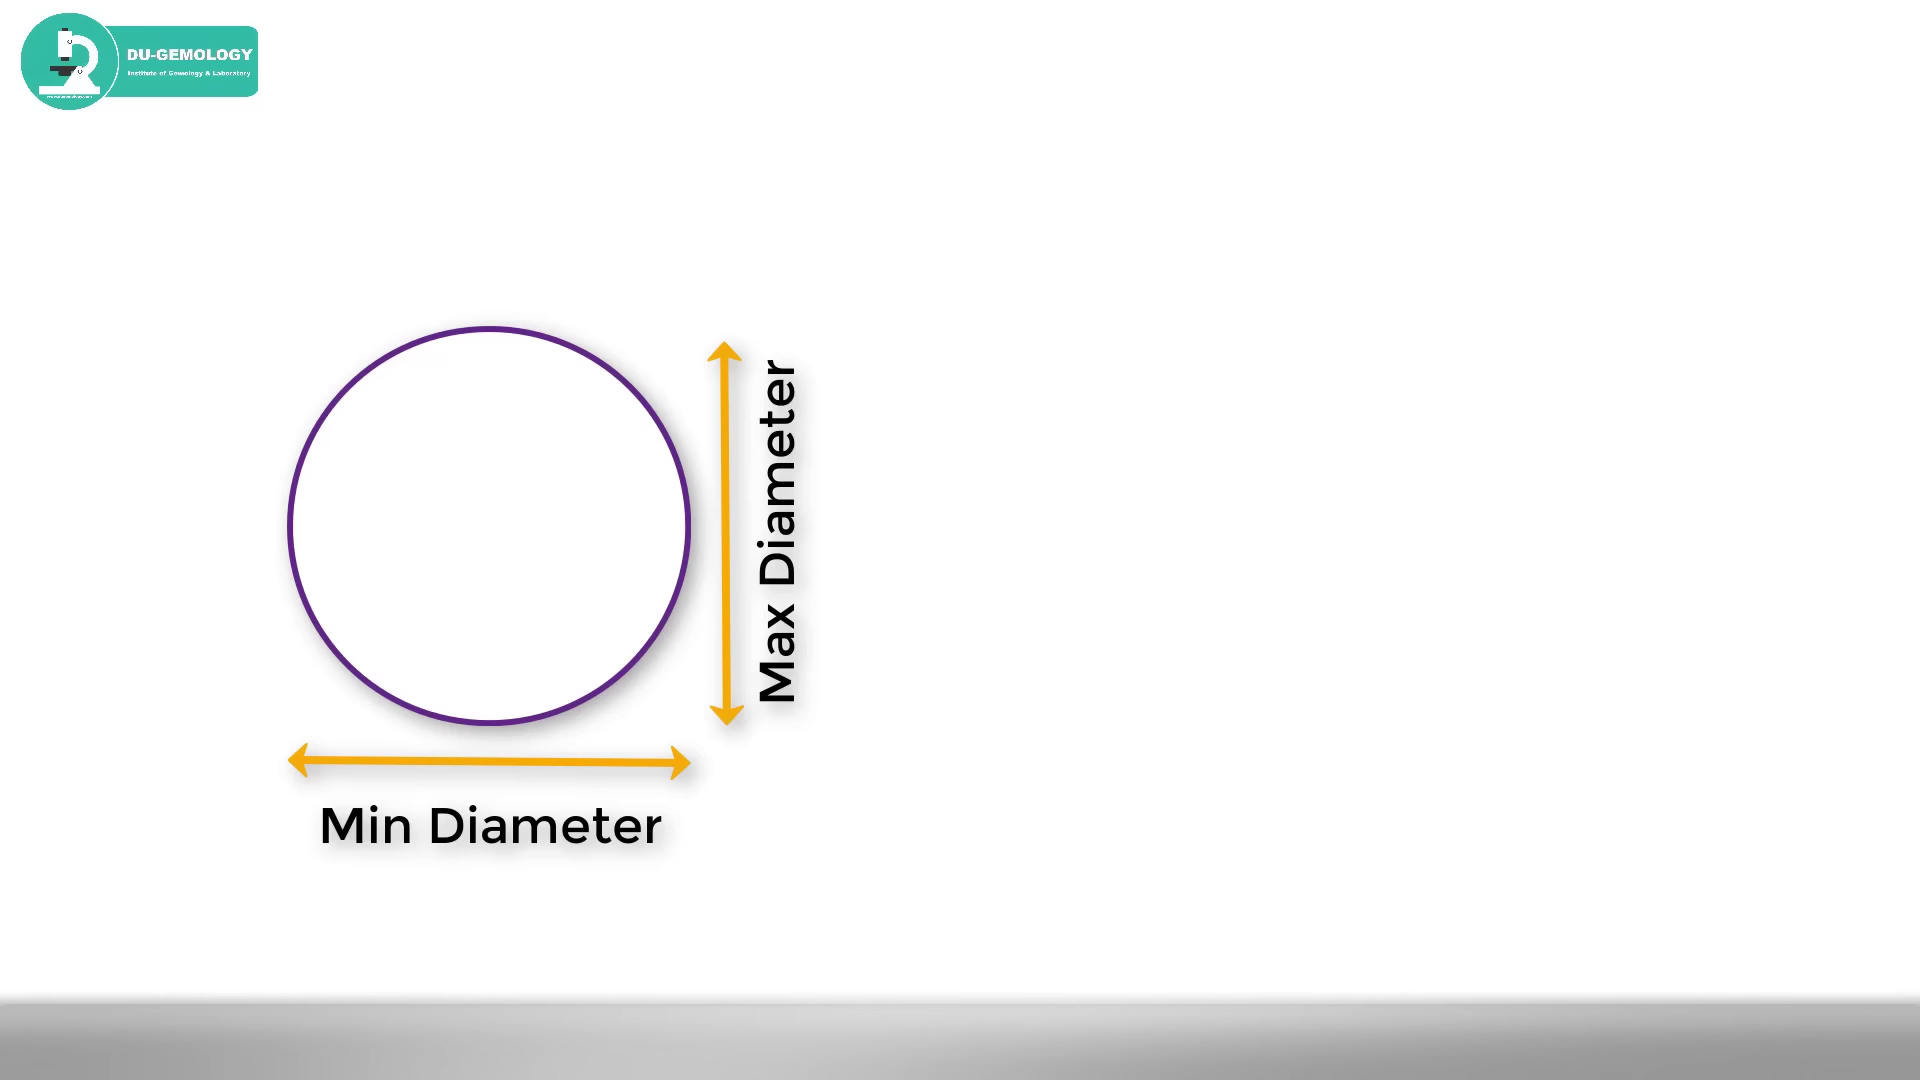 DU-GEMOLOGY
Institute of Gemology & Laboratory
Max Diameter
Min Diameter